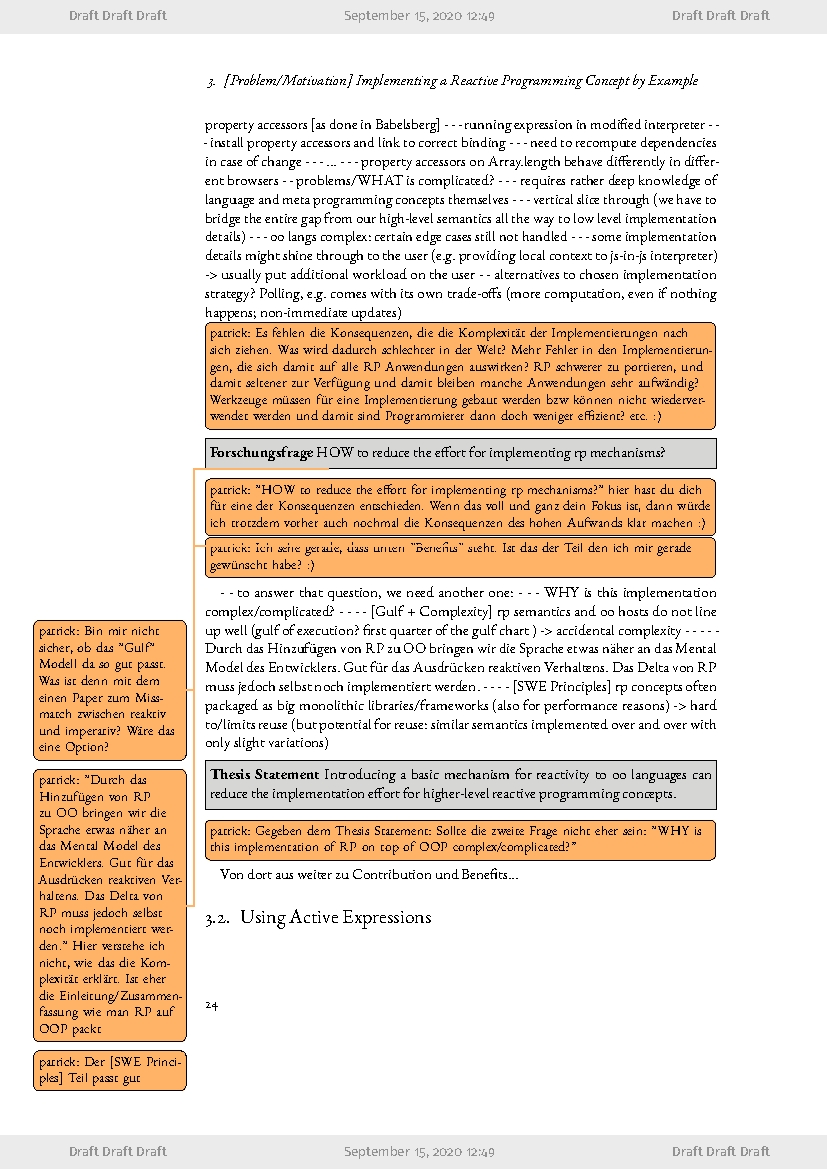 Draft Draft Draft September 15, 2020 12:49 Draft Draft Draft
3. [Problem/Motivation] Implementing a Reactive Programming Concept by Example
property accessors [as done in Babelsberg] - - - running expression in modified interpreter - -
- install property accessors and link to correct binding - - - need to recompute dependencies
in case of change - - - ... - - - property accessors on Array.length behave differently in differ-
ent browsers - - problems/WHAT is complicated? - - - requires rather deep knowledge of
language and meta programming concepts themselves - - - vertical slice through (we have to
bridge the entire gap from our high-level semantics all the way to low level implementation
details) - - - oo langs complex: certain edge cases still not handled - - - some implementation
details might shine through to the user (e.g. providing local context to js-in-js interpreter)
-> usually put additional workload on the user - - alternatives to chosen implementation
strategy? Polling, e.g. comes with its own trade-offs (more computation, even if nothing
happens; non-immediate updates)
patrick: Es fehlen die Konsequenzen, die die Komplexität der Implementierungen nach
sich ziehen. Was wird dadurch schlechter in der Welt? Mehr Fehler in den Implementierun-
gen, die sich damit auf alle RP Anwendungen auswirken? RP schwerer zu portieren, und
damit seltener zur Verfügung und damit bleiben manche Anwendungen sehr aufwändig?
Werkzeuge müssen für eine Implementierung gebaut werden bzw können nicht wiederver-
wendet werden und damit sind Programmierer dann doch weniger effizient? etc. :)
Forschungsfrage HOW to reduce the effort for implementing rp mechanisms?
patrick: "HOW to reduce the effort for implementing rp mechanisms?" hier hast du dich
für eine der Konsequenzen entschieden. Wenn das voll und ganz dein Fokus ist, dann würde
ich trotzdem vorher auch nochmal die Konsequenzen des hohen Aufwands klar machen :)
patrick: Ich sehe gerade, dass unten "Benefits" steht. Ist das der Teil den ich mir gerade
gewünscht habe? :)
- - to answer that question, we need another one: - - - WHY is this implementation
complex/complicated? - - - - [Gulf + Complexity] rp semantics and oo hosts do not line
up well (gulf of execution? first quarter of the gulf chart ) -> accidental complexity - - - - -
Durch das Hinzufügen von RP zu OO bringen wir die Sprache etwas näher an das Mental
Model des Entwicklers. Gut für das Ausdrücken reaktiven Verhaltens. Das Delta von RP
muss jedoch selbst noch implementiert werden. - - - - [SWE Principles] rp concepts often
packaged as big monolithic libraries/frameworks (also for performance reasons) -> hard
to/limits reuse (but potential for reuse: similar semantics implemented over and over with
only slight variations)
Thesis Statement Introducing a basic mechanism for reactivity to oo languages can
reduce the implementation effort for higher-level reactive programming concepts.
patrick: Gegeben dem Thesis Statement: Sollte die zweite Frage nicht eher sein: "WHY is
this implementation of RP on top of OOP complex/complicated?"
Von dort aus weiter zu Contribution und Benefits...
3.2. Using Active Expressions
24
patrick: Bin mir nicht
sicher, ob das "Gulf"
Modell da so gut passt.
Was ist denn mit dem
einen Paper zum Miss-
match zwischen reaktiv
und imperativ? Wäre das
eine Option?
patrick: "Durch das
Hinzufügen von RP
zu OO bringen wir die
Sprache etwas näher an
das Mental Model des
Entwicklers. Gut für das
Ausdrücken reaktiven Ver-
haltens. Das Delta von
RP muss jedoch selbst
noch implementiert wer-
den." Hier verstehe ich
nicht, wie das die Kom-
plexität erklärt. Ist eher
die Einleitung/Zusammen-
fassung wie man RP auf
OOP packt
patrick: Der [SWE Princi-
ples] Teil passt gut
Draft Draft Draft September 15, 2020 12:49 Draft Draft Draft